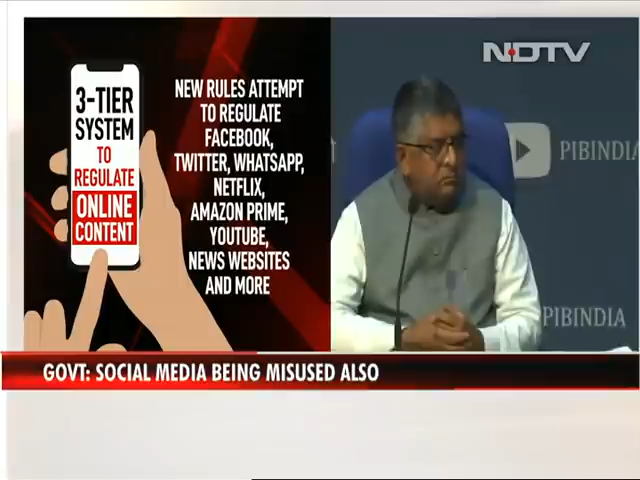 NDTV
3-TIER
SYSTEM
TO
REGULATE
ONLINE
CONTENT
NEW RULES ATTEMPT
TO REGULATE
FACEBOOK,
TWITTER, WHATSAPP,
NETFLIX,
AMAZON PRIME,
YOUTUBE,
NEWS WEBSITES
AND MORE
PIBINDIA
PIBINDIA
GOVT: SOCIAL MEDIA BEING MISUSED ALSO